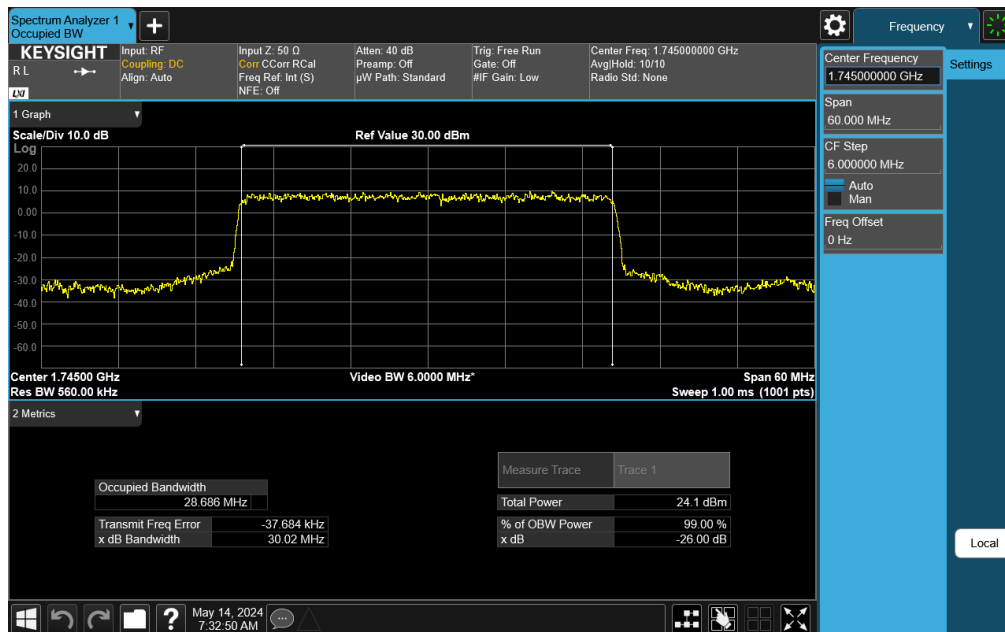 Spectrum Analyzer 1
Occupied BW
+
Frequency
KEYSIGHT
R L
LXI
Input: RF
Coupling: DC
Align: Auto
Input Z: 50 Ω
Corr CCorr RCal
Freq Ref: Int (S)
NFE: Off
Atten: 40 dB
Preamp: Off
µW Path: Standard
Trig: Free Run
Gate: Off
#IF Gain: Low
Center Freq: 1.745000000 GHz
Avg|Hold: 10/10
Radio Std: None
Center Frequency
1.745000000 GHz
Settings
Span
60.000 MHz
CF Step
6.000000 MHz
Auto
Man
Freq Offset
0 Hz
Local
1 Graph
Scale/Div 10.0 dB
Ref Value 30.00 dBm
Log
20.0
10.0
0.00
-10.0
-20.0
-30.0
-40.0
-50.0
-60.0
Center 1.74500 GHz
Video BW 6.0000 MHz*
Span 60 MHz
Res BW 560.00 kHz
Sweep 1.00 ms (1001 pts)
2 Metrics
Measure Trace Trace 1
Occupied Bandwidth
28.686 MHz
Total Power 24.1 dBm
Transmit Freq Error -37.684 kHz
% of OBW Power 99.00 %
x dB Bandwidth 30.02 MHz
x dB -26.00 dB
?
May 14, 2024
7:32:50 AM